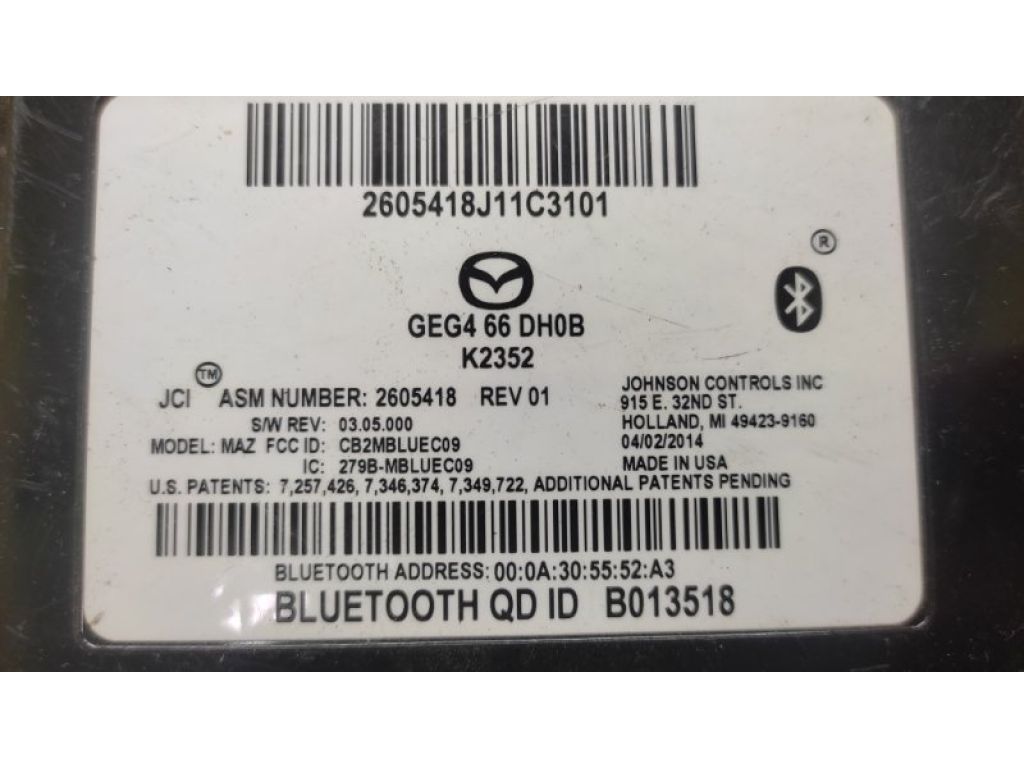 2605418J11C3101
®
GEG4 66 DH0B
K2352
JCI™ ASM NUMBER: 2605418 REV 01
S/W REV: 03.05.000
MODEL: MAZ FCC ID: CB2MBLUEC09
IC: 279B-MBLUEC09
JOHNSON CONTROLS INC
915 E. 32ND ST.
HOLLAND, MI 49423-9160
04/02/2014
MADE IN USA
U.S. PATENTS: 7,257,426, 7,346,374, 7,349,722, ADDITIONAL PATENTS PENDING
BLUETOOTH ADDRESS: 00:0A:30:55:52:A3
BLUETOOTH QD ID B013518